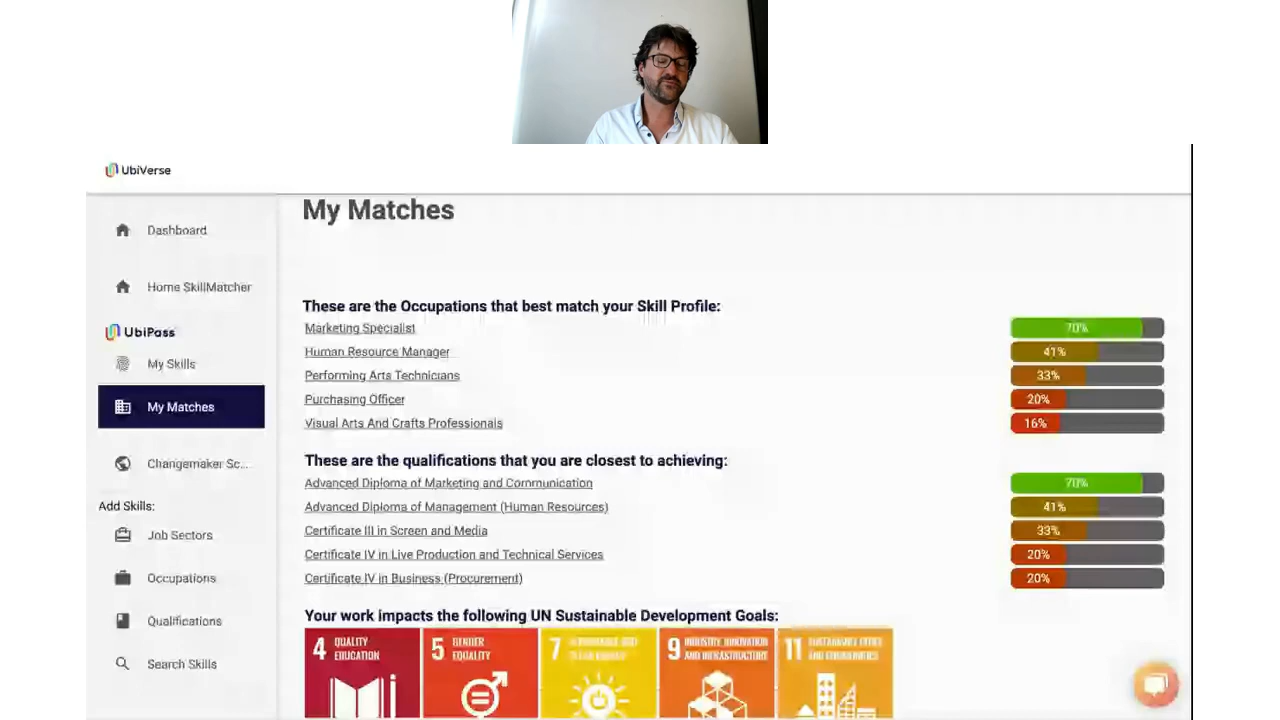 UbiVerse
My Matches
Dashboard
Home SkillMatcher
UbiPass
My Skills
My Matches
Changemaker Sc...
Add Skills:
Job Sectors
Occupations
Qualifications
Search Skills
These are the Occupations that best match your Skill Profile:
Marketing Specialist 70%
Human Resource Manager 41%
Performing Arts Technicians 33%
Purchasing Officer 20%
Visual Arts And Crafts Professionals 16%
These are the qualifications that you are closest to achieving:
Advanced Diploma of Marketing and Communication 70%
Advanced Diploma of Management (Human Resources) 41%
Certificate III in Screen and Media 33%
Certificate IV in Live Production and Technical Services 20%
Certificate IV in Business (Procurement) 20%
Your work impacts the following UN Sustainable Development Goals:
4 QUALITY
EDUCATION
5 GENDER
EQUALITY
7
9 INDUSTRY, INNOVATION
AND INFRASTRUCTURE
11 SUSTAINABLE CITIES
AND COMMUNITIES